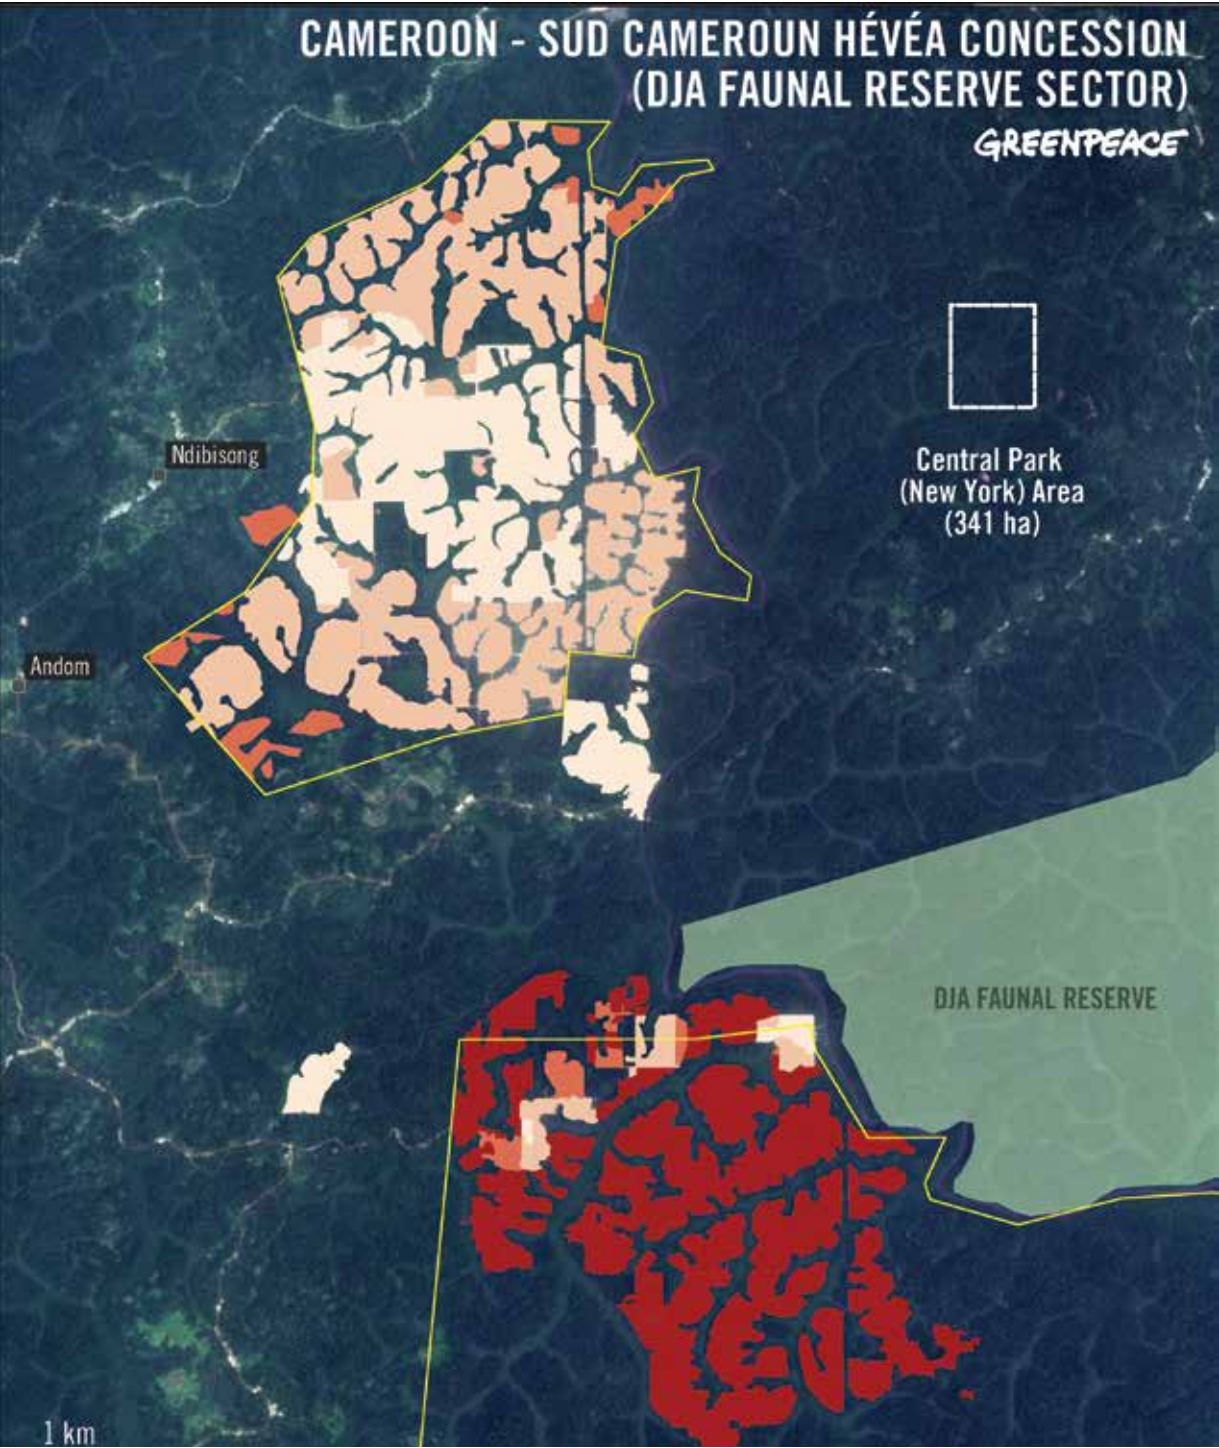 CAMEROON - SUD CAMEROUN HÉVÉA CONCESSION
(DJA FAUNAL RESERVE SECTOR)
GREENPEACE
Ndibisong
Central Park
(New York) Area
(341 ha)
Andom
DJA FAUNAL RESERVE
1 km